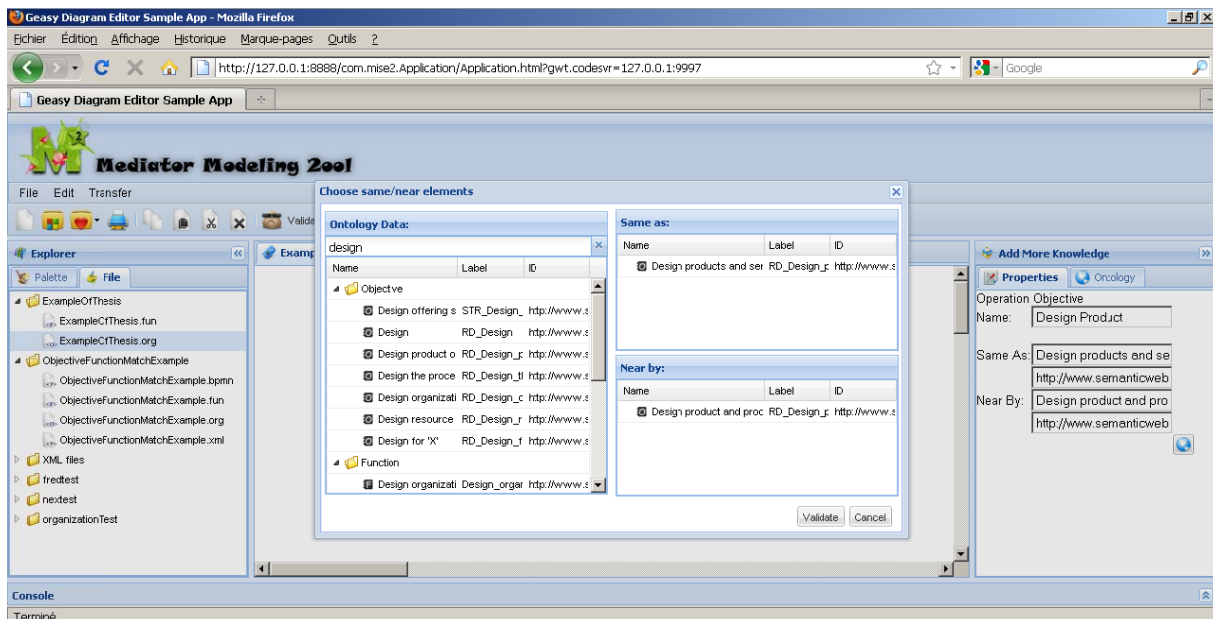 Geasy Diagram Editor Sample App - Mozilla Firefox
Fichier Édition Affichage Historique Marque-pages Outils ?
http://127.0.0.1:8888/com.mise2.Application/Application.html?gwt.codesvr=127.0.0.1:9997
Google
Geasy Diagram Editor Sample App
2
Mediator Modeling 2ool
File Edit Transfer
Choose same/near elements
Valida
Explorer
Palette File
ExampleOfThesis
ExampleOfThesis.fun
ExampleOfThesis.org
ObjectiveFunctionMatchExample
ObjectiveFunctionMatchExample.bpmn
ObjectiveFunctionMatchExample.fun
ObjectiveFunctionMatchExample.org
ObjectiveFunctionMatchExample.xml
XML files
fredtest
nextest
organizationTest
Examp
Ontology Data:
design
Name Label ID
Objective
Design offering s STR_Design_ http://www.s
Design RD_Design http://www.s
Design product o RD_Design_p http://www.s
Design the proce RD_Design_tl http://www.s
Design organizati RD_Design_c http://www.s
Design resource RD_Design_r http://www.s
Design for 'X' RD_Design_f http://www.s
Function
Design organizati Design_organ http://www.s
Same as:
Name Label ID
Design products and ser RD_Design_p http://www.s
Near by:
Name Label ID
Design product and proc RD_Design_p http://www.s
Validate Cancel
Add More Knowledge
Properties Ontology
Operation Objective
Name: Design Product
Same As: Design products and se
http://www.semanticweb
Near By: Design product and pro
http://www.semanticweb
Console
Terminé